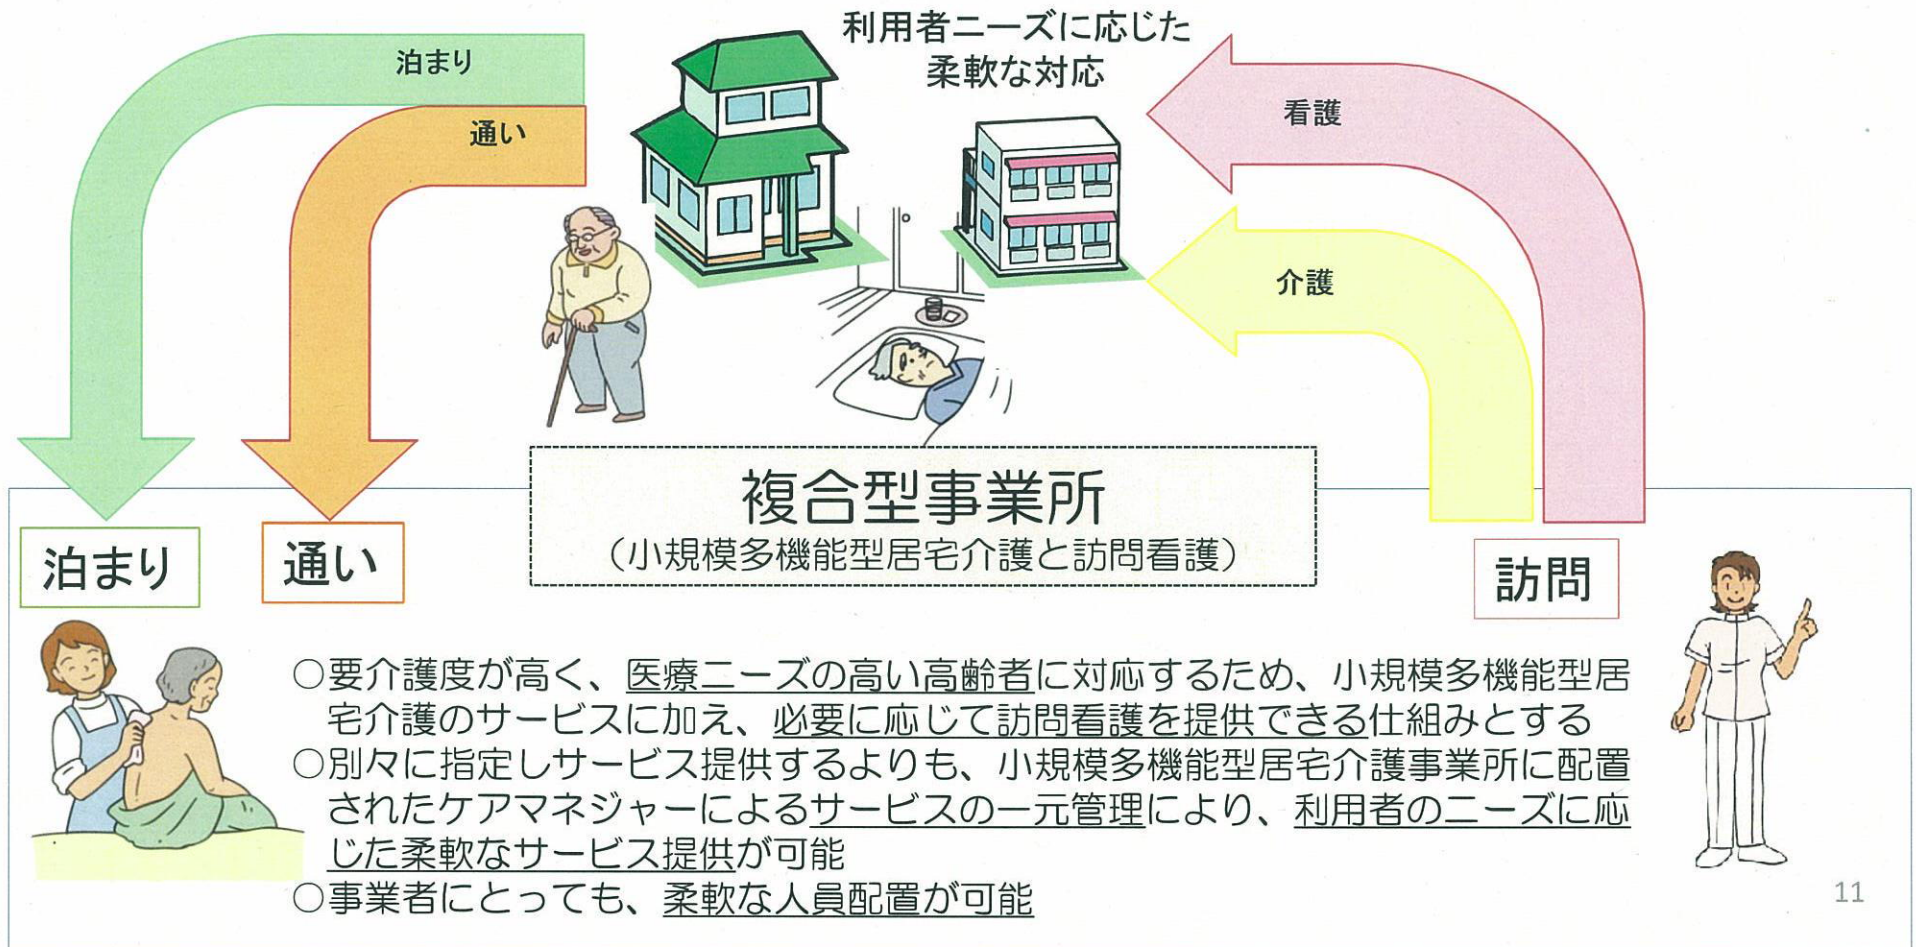 利用者ニーズに応じた
柔軟な対応
泊まり
通い
看護
介護
複合型事業所
（小規模多機能型居宅介護と訪問看護）
泊まり
通い
訪問
○要介護度が高く、医療ニーズの高い高齢者に対応するため、小規模多機能型居
宅介護のサービスに加え、必要に応じて訪問看護を提供できる仕組みとする
○別々に指定しサービス提供するよりも、小規模多機能型居宅介護事業所に配置
されたケアマネジャーによるサービスの一元管理により、利用者のニーズに応
じた柔軟なサービス提供が可能
○事業者にとっても、柔軟な人員配置が可能
11